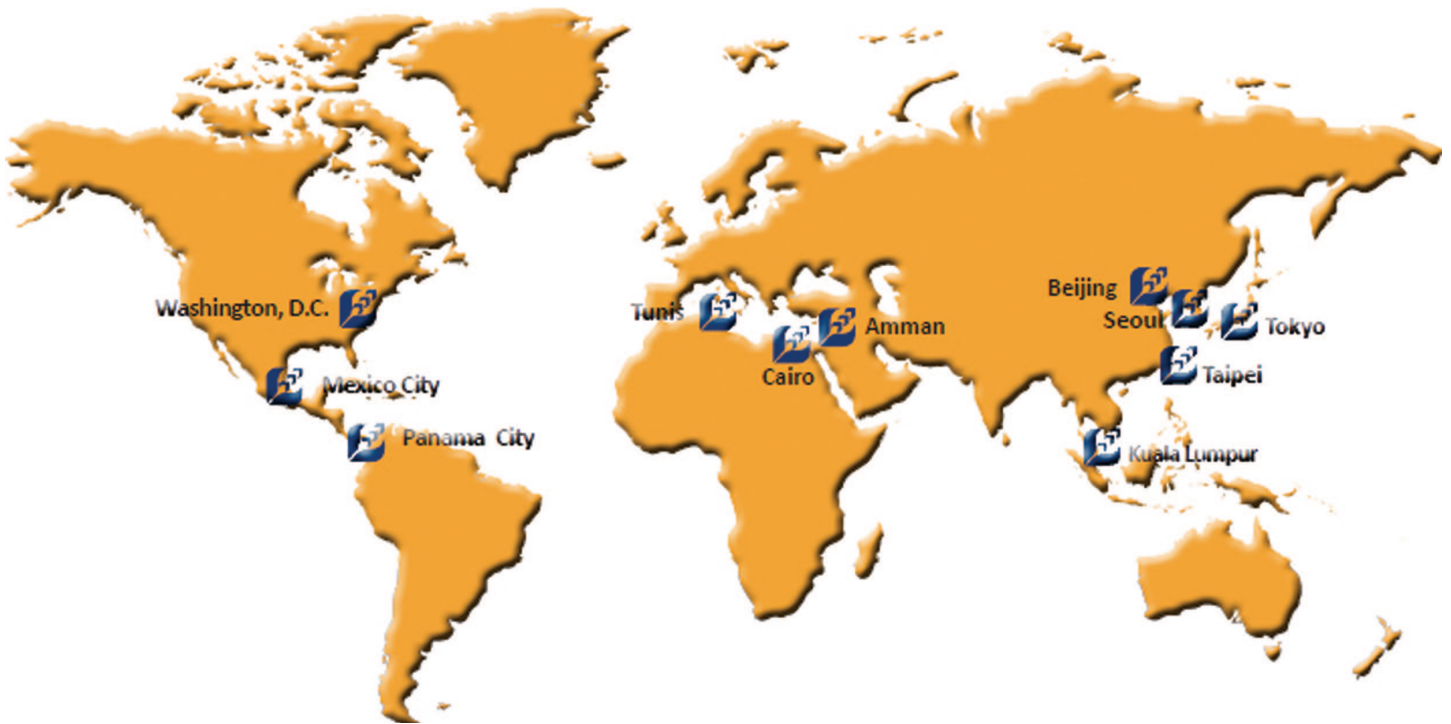 Washington, D.C.
Mexico City
Panama City
Tunis
Cairo
Amman
Beijing
Seoul
Tokyo
Taipei
Kuala Lumpur